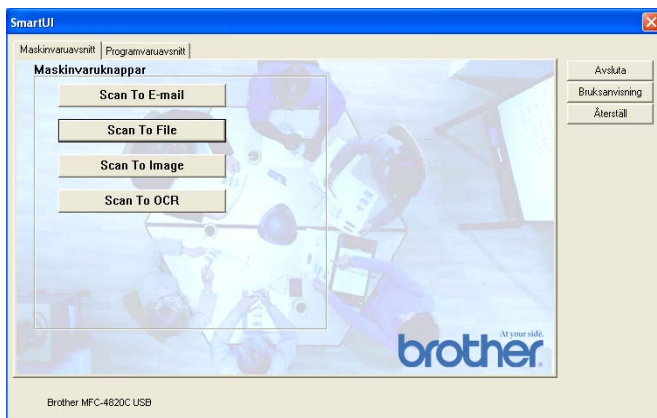 SmartUI
Maskinvaruavsnitt Programvaruavsnitt
Maskinvaruknappar
Scan To E-mail
Scan To File
Scan To Image
Scan To OCR
Avsluta
Bruksanvisning
Återställ
At your side.
brother
Brother MFC-4820C USB